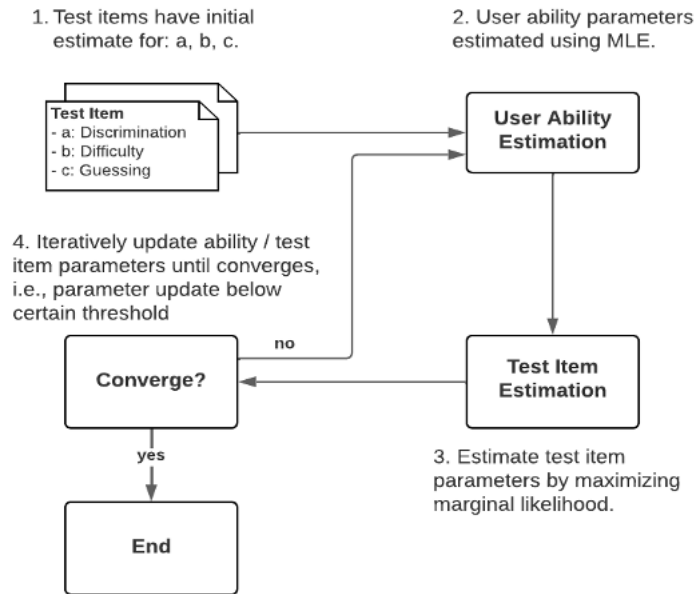 1. Test items have initial
estimate for: a, b, c.
2. User ability parameters
estimated using MLE.
Test Item
- a: Discrimination
- b: Difficulty
- c: Guessing
User Ability
Estimation
4. Iteratively update ability / test
item parameters until converges,
i.e., parameter update below
certain threshold
no
Converge?
Test Item
Estimation
yes
3. Estimate test item
parameters by maximizing
marginal likelihood.
End